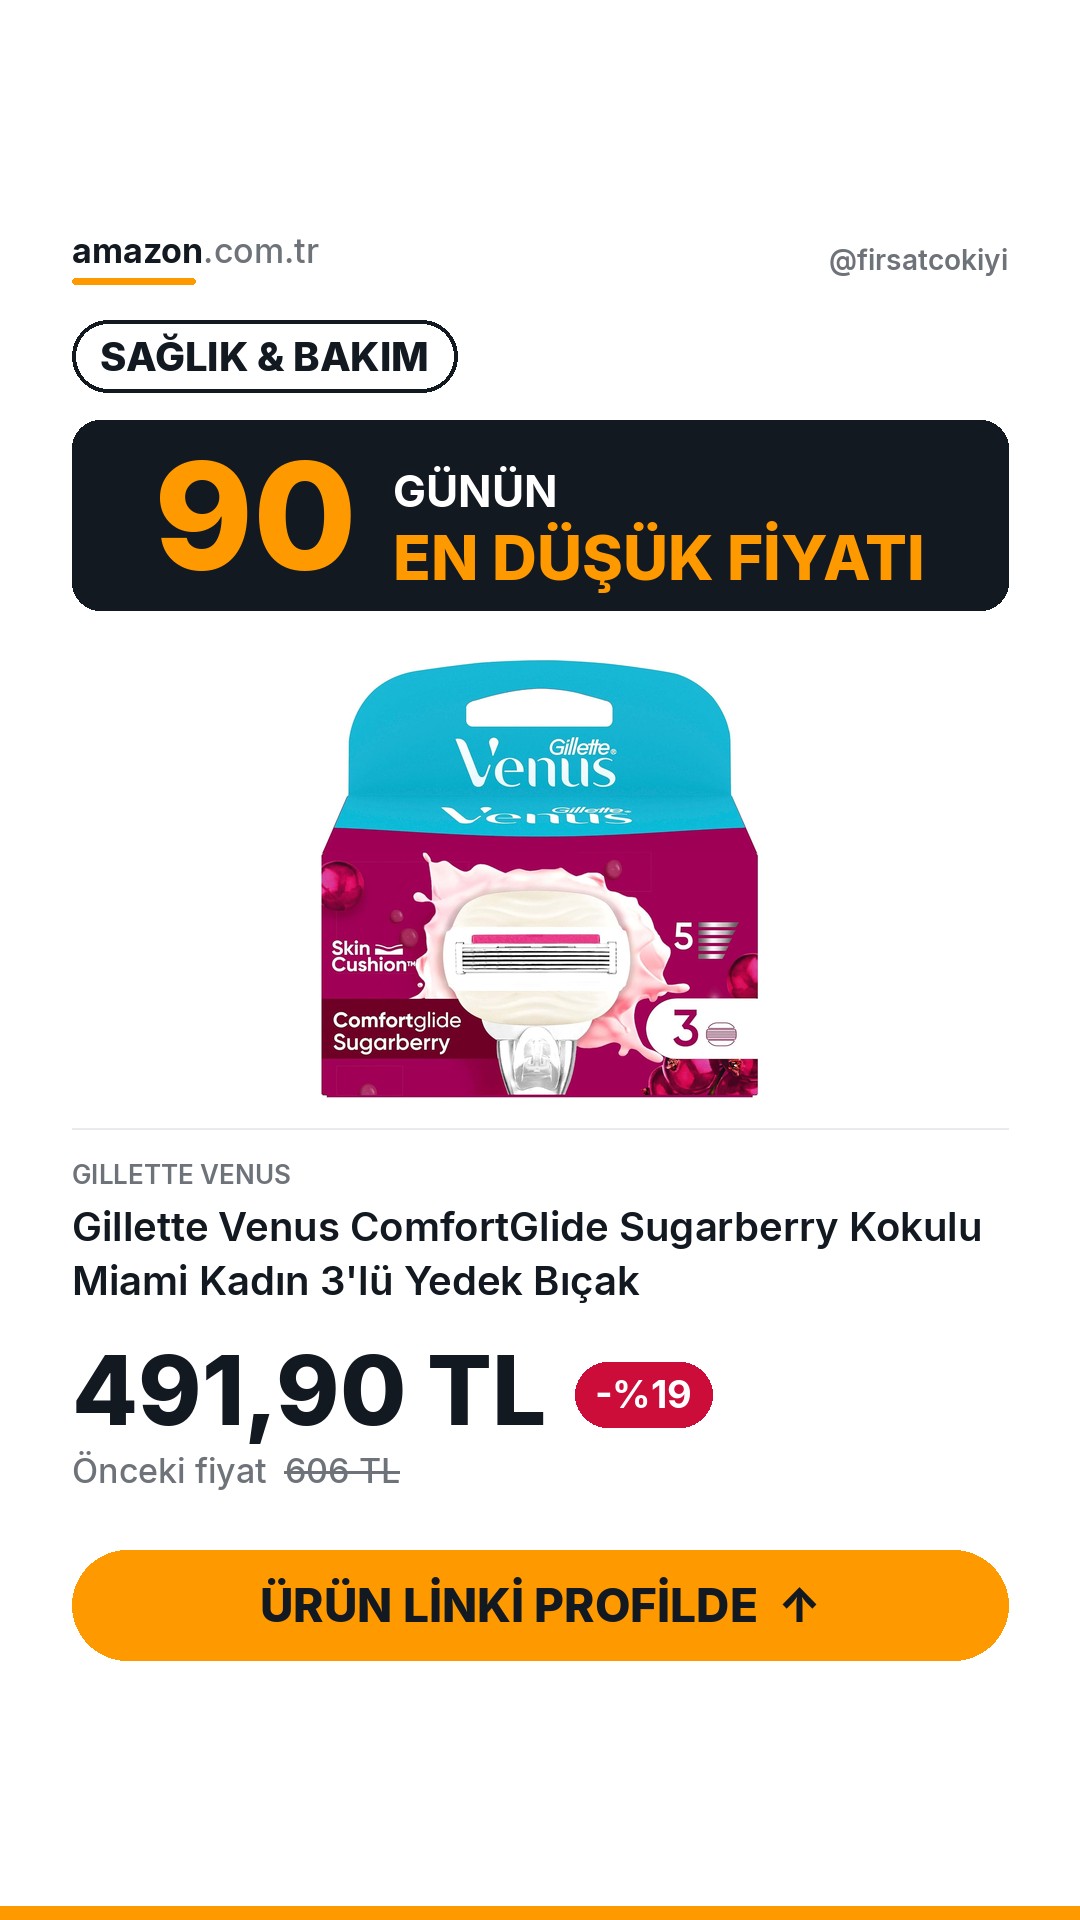 amazon.com.tr
@firsatcokiyi
SAĞLIK & BAKIM
90
GÜNÜN
EN DÜŞÜK FİYATI
Gillette®
Venus
Gillette®
Venus
Skin
Cushion™
5
Comfortglide
Sugarberry
3
GILLETTE VENUS
Gillette Venus ComfortGlide Sugarberry Kokulu
Miami Kadın 3'lü Yedek Bıçak
491,90 TL
-%19
Önceki fiyat 606 TL
ÜRÜN LİNKİ PROFİLDE ↑